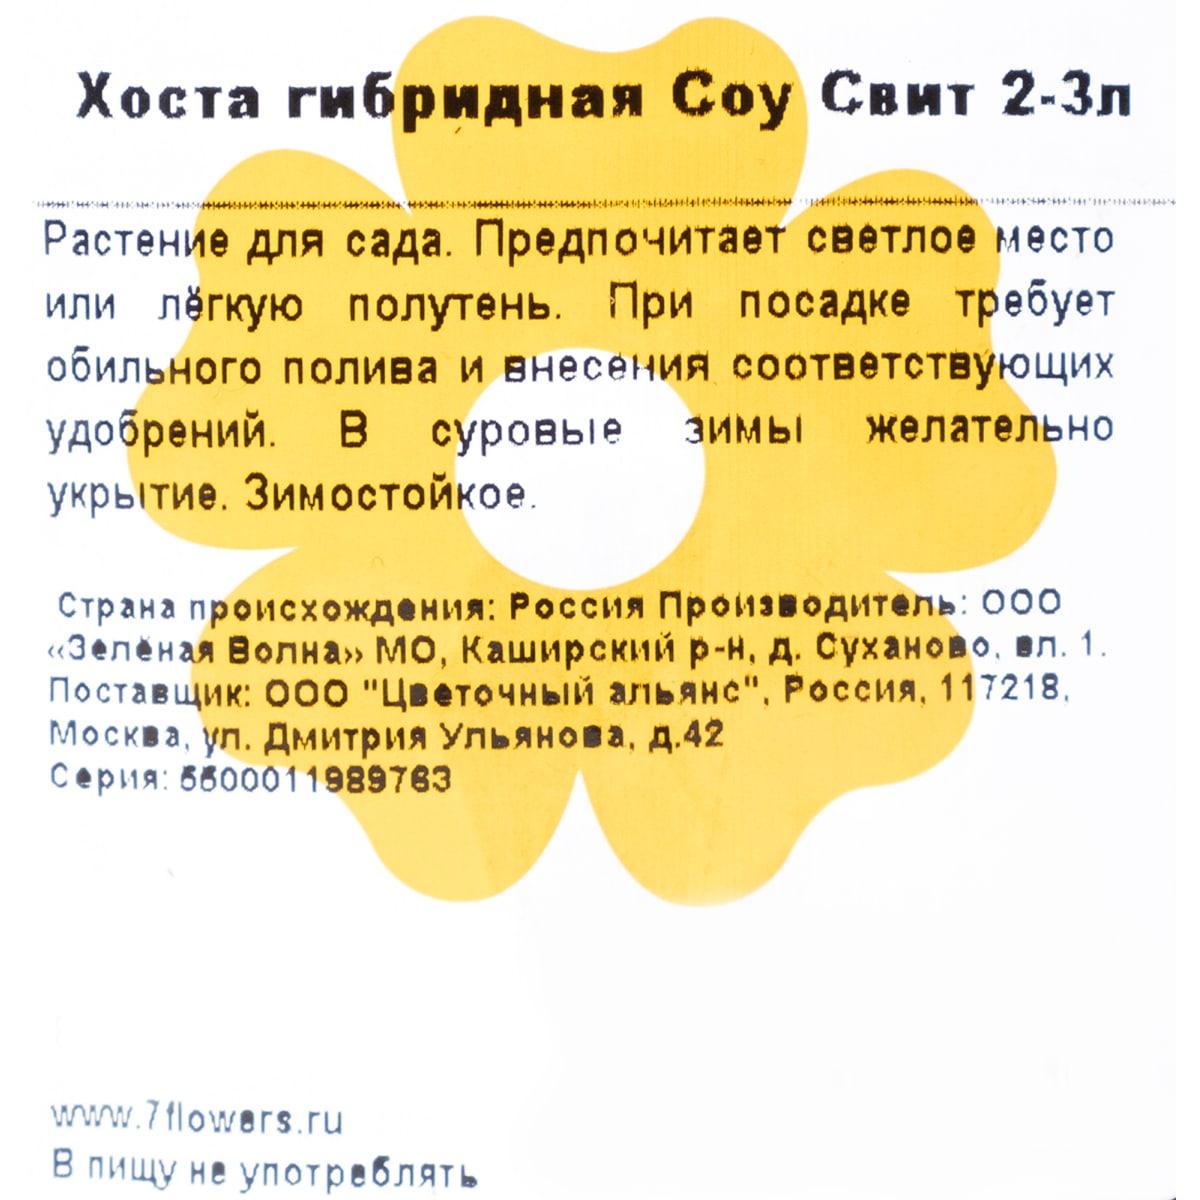 Хоста гибридная Соу Свит 2-3л
Растение для сада. Предпочитает светлое место
или лёгкую полутень. При посадке требует
обильного полива и внесения соответствующих
удобрений. В суровые зимы желательно
укрытие. Зимостойкое.
Страна происхождения: Россия Производитель: ООО
«Зелёная Волна» МО, Каширский р-н, д. Суханово, вл. 1.
Поставщик: ООО "Цветочный альянс", Россия, 117218,
Москва, ул. Дмитрия Ульянова, д.42
Серия: 5500011989763
www.7flowers.ru
В пищу не употреблять